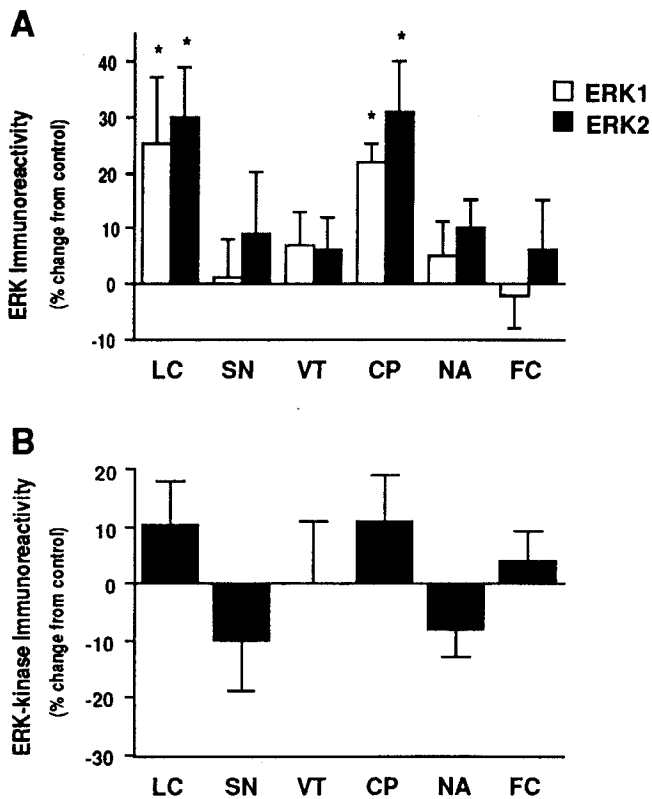 A
ERK Immunoreactivity
(% change from control)
40
30
20
10
0
-10
* * * *
ERK1
ERK2
LC SN VT CP NA FC
B
ERK-kinase Immunoreactivity
(% change from control)
20
10
0
-10
-20
-30
LC SN VT CP NA FC